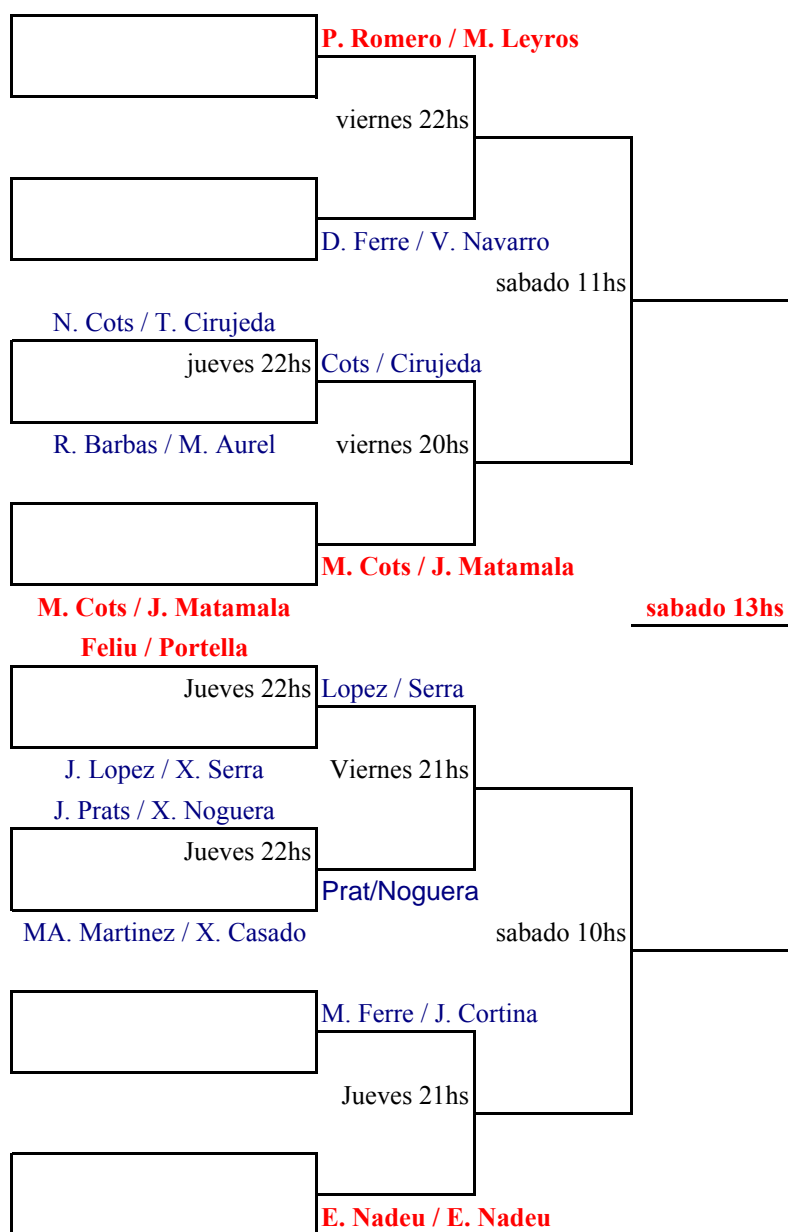 P. Romero / M. Leyros
viernes 22hs
D. Ferre / V. Navarro
sabado 11hs
N. Cots / T. Cirujeda
jueves 22hs Cots / Cirujeda
R. Barbas / M. Aurel viernes 20hs
M. Cots / J. Matamala
M. Cots / J. Matamala sabado 13hs
Feliu / Portella
Jueves 22hs Lopez / Serra
J. Lopez / X. Serra Viernes 21hs
J. Prats / X. Noguera
Jueves 22hs
Prat/Noguera
MA. Martinez / X. Casado sabado 10hs
M. Ferre / J. Cortina
Jueves 21hs
E. Nadeu / E. Nadeu